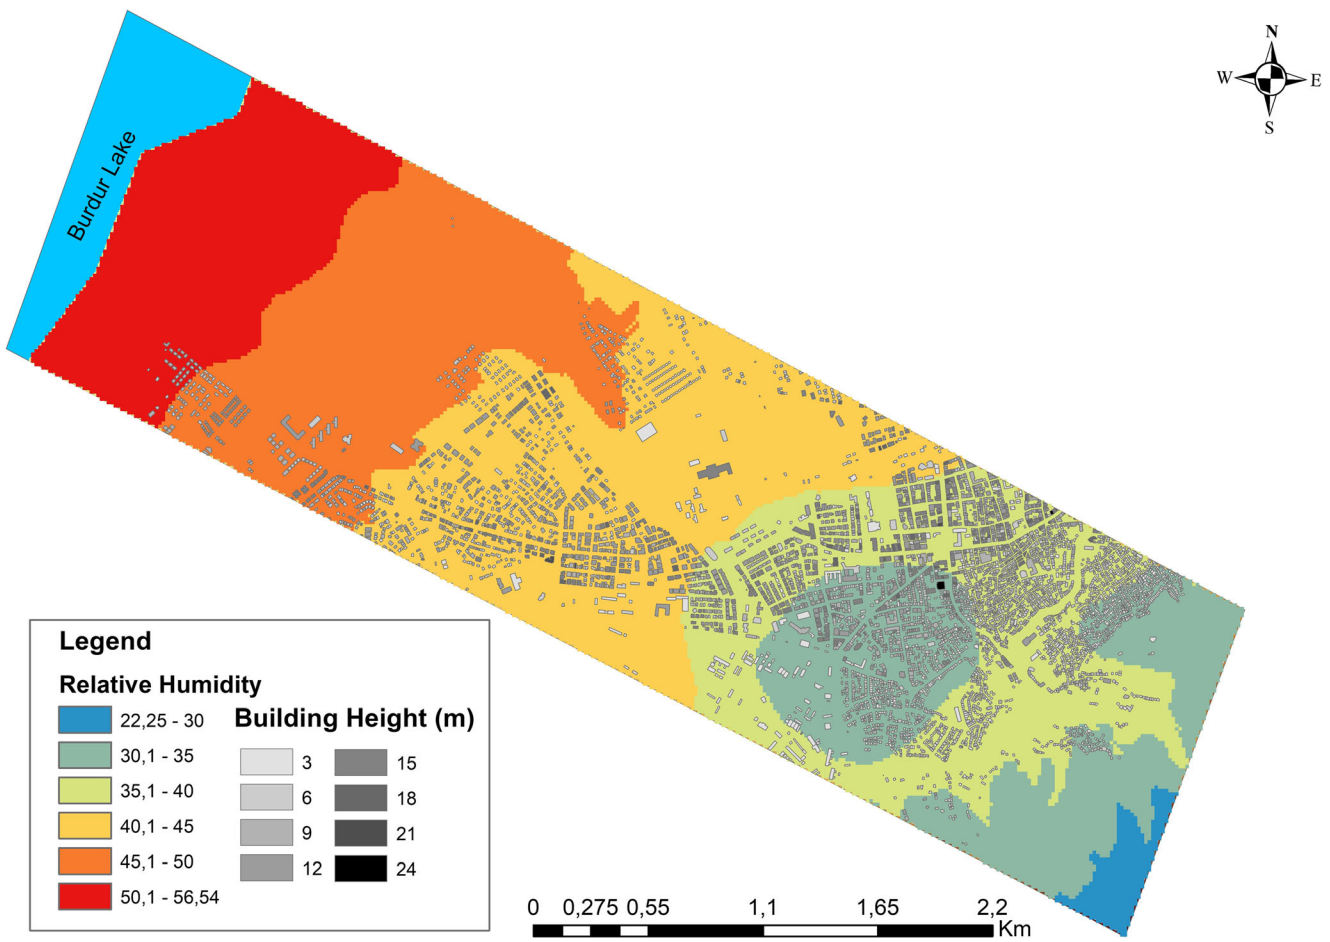 N
W E
S
Burdur Lake
Legend
Relative Humidity
22,25 - 30
30,1 - 35
35,1 - 40
40,1 - 45
45,1 - 50
50,1 - 56,54
Building Height (m)
3
6
9
12
15
18
21
24
0 0,275 0,55 1,1 1,65 2,2
Km